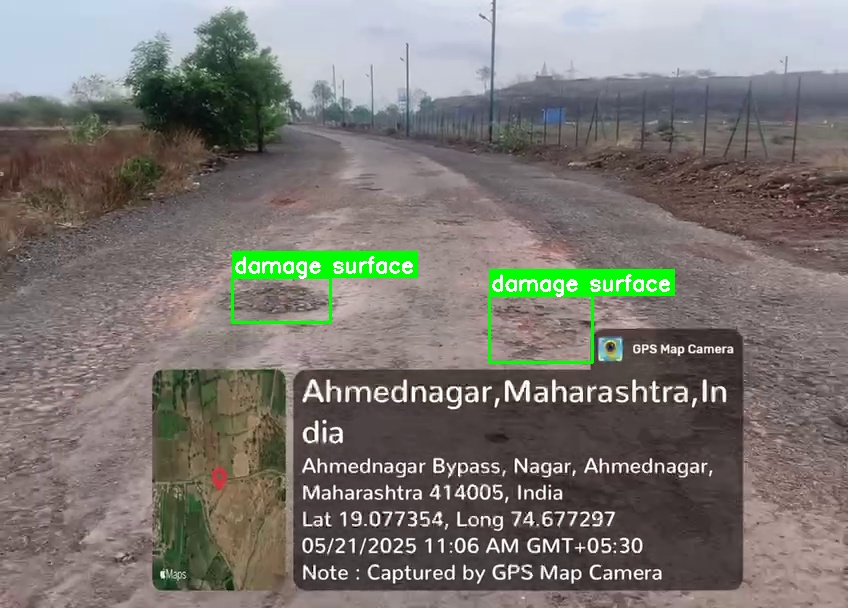 damage surface
damage surface
GPS Map Camera
Ahmednagar,Maharashtra,In
dia
Ahmednagar Bypass, Nagar, Ahmednagar,
Maharashtra 414005, India
Lat 19.077354, Long 74.677297
05/21/2025 11:06 AM GMT+05:30
Note : Captured by GPS Map Camera
Maps